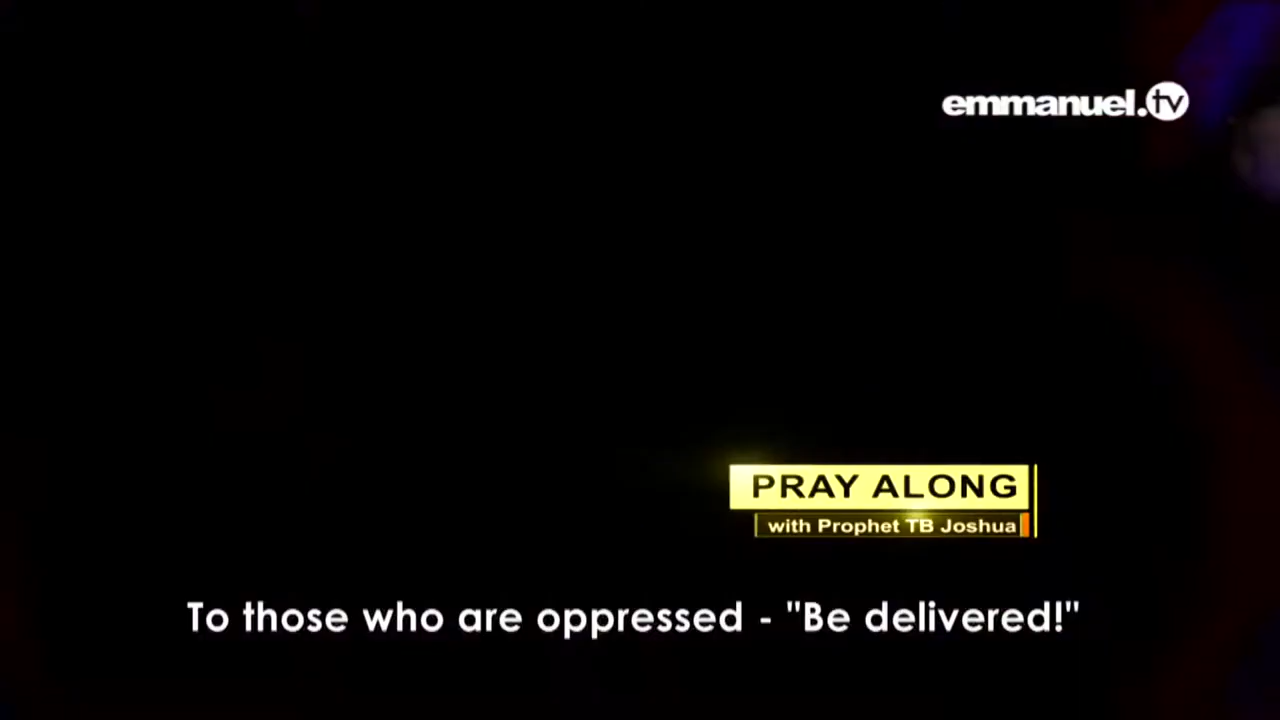 emmanuel.tv
PRAY ALONG
with Prophet TB Joshua
To those who are oppressed - "Be delivered!"